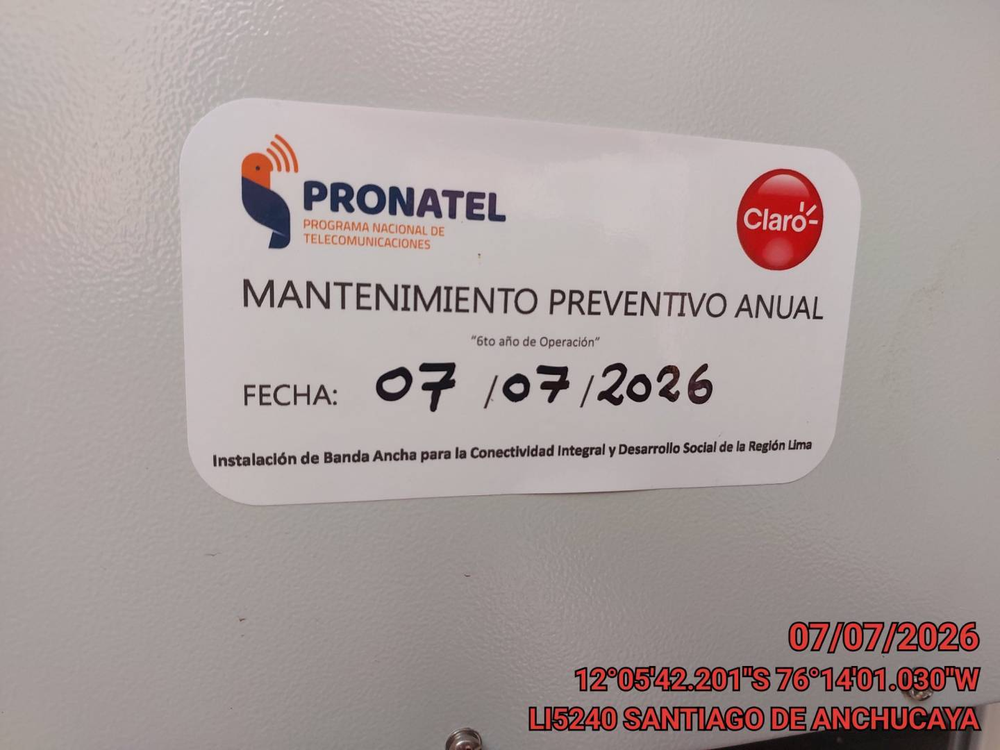 PRONATEL
PROGRAMA NACIONAL DE
TELECOMUNICACIONES
Claro
MANTENIMIENTO PREVENTIVO ANUAL
"6to año de Operación"
FECHA: 07 /07/2026
Instalación de Banda Ancha para la Conectividad Integral y Desarrollo Social de la Región Lima
07/07/2026
12°05'42.201"S 76°14'01.030"W
LI5240 SANTIAGO DE ANCHUCAYA